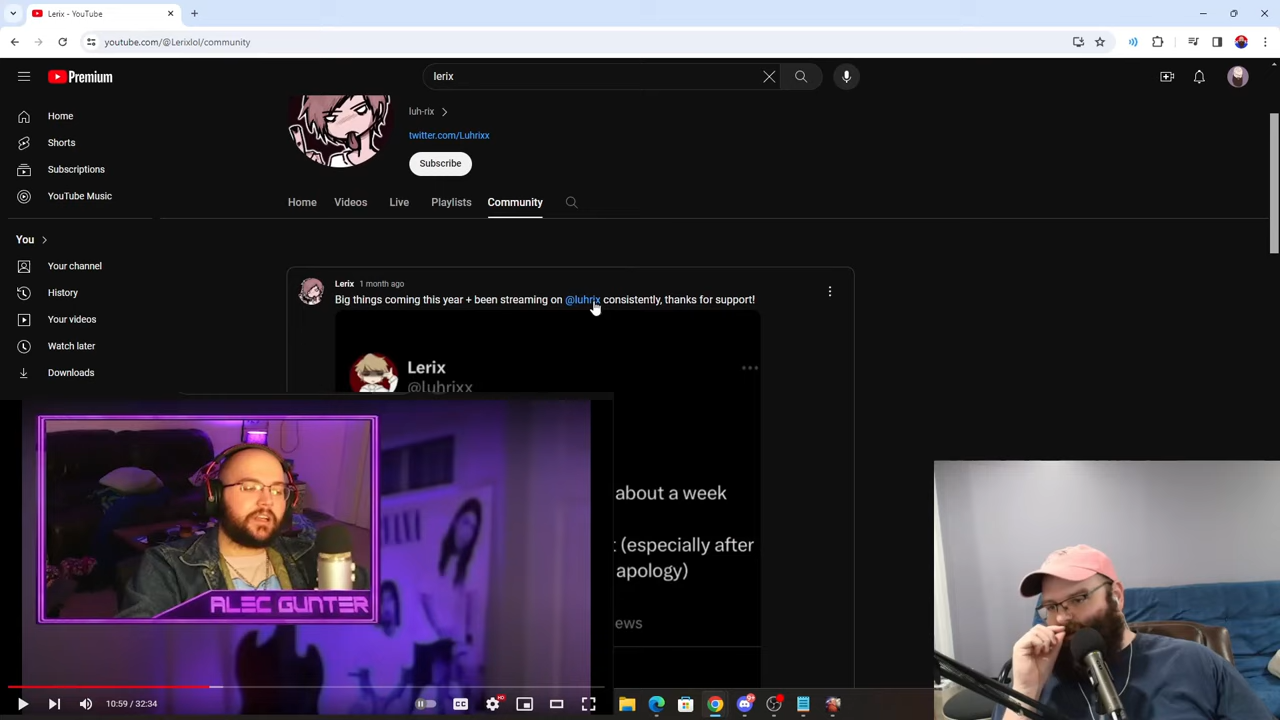 Lerix - YouTube
youtube.com/@Lerixlol/community
Premium
lerix
Home
Shorts
Subscriptions
YouTube Music
You
Your channel
History
Your videos
Watch later
Downloads
luh-rix
twitter.com/Luhrixx
Subscribe
Home Videos Live Playlists Community
Lerix 1 month ago
Big things coming this year + been streaming on @luhrix consistently, thanks for support!
Lerix
@luhrixx
about a week
(especially after
apology)
ews
ALEC GUNTER
10:59 / 32:34
CC
HD